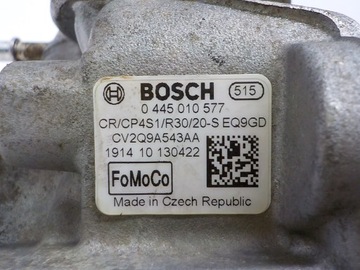 BOSCH 515
0 445 010 577
CR/CP4S1/R30/20-S EQ9GD
CV2Q9A543AA
1914 10 130422
FoMoCo
Made in Czech Republic